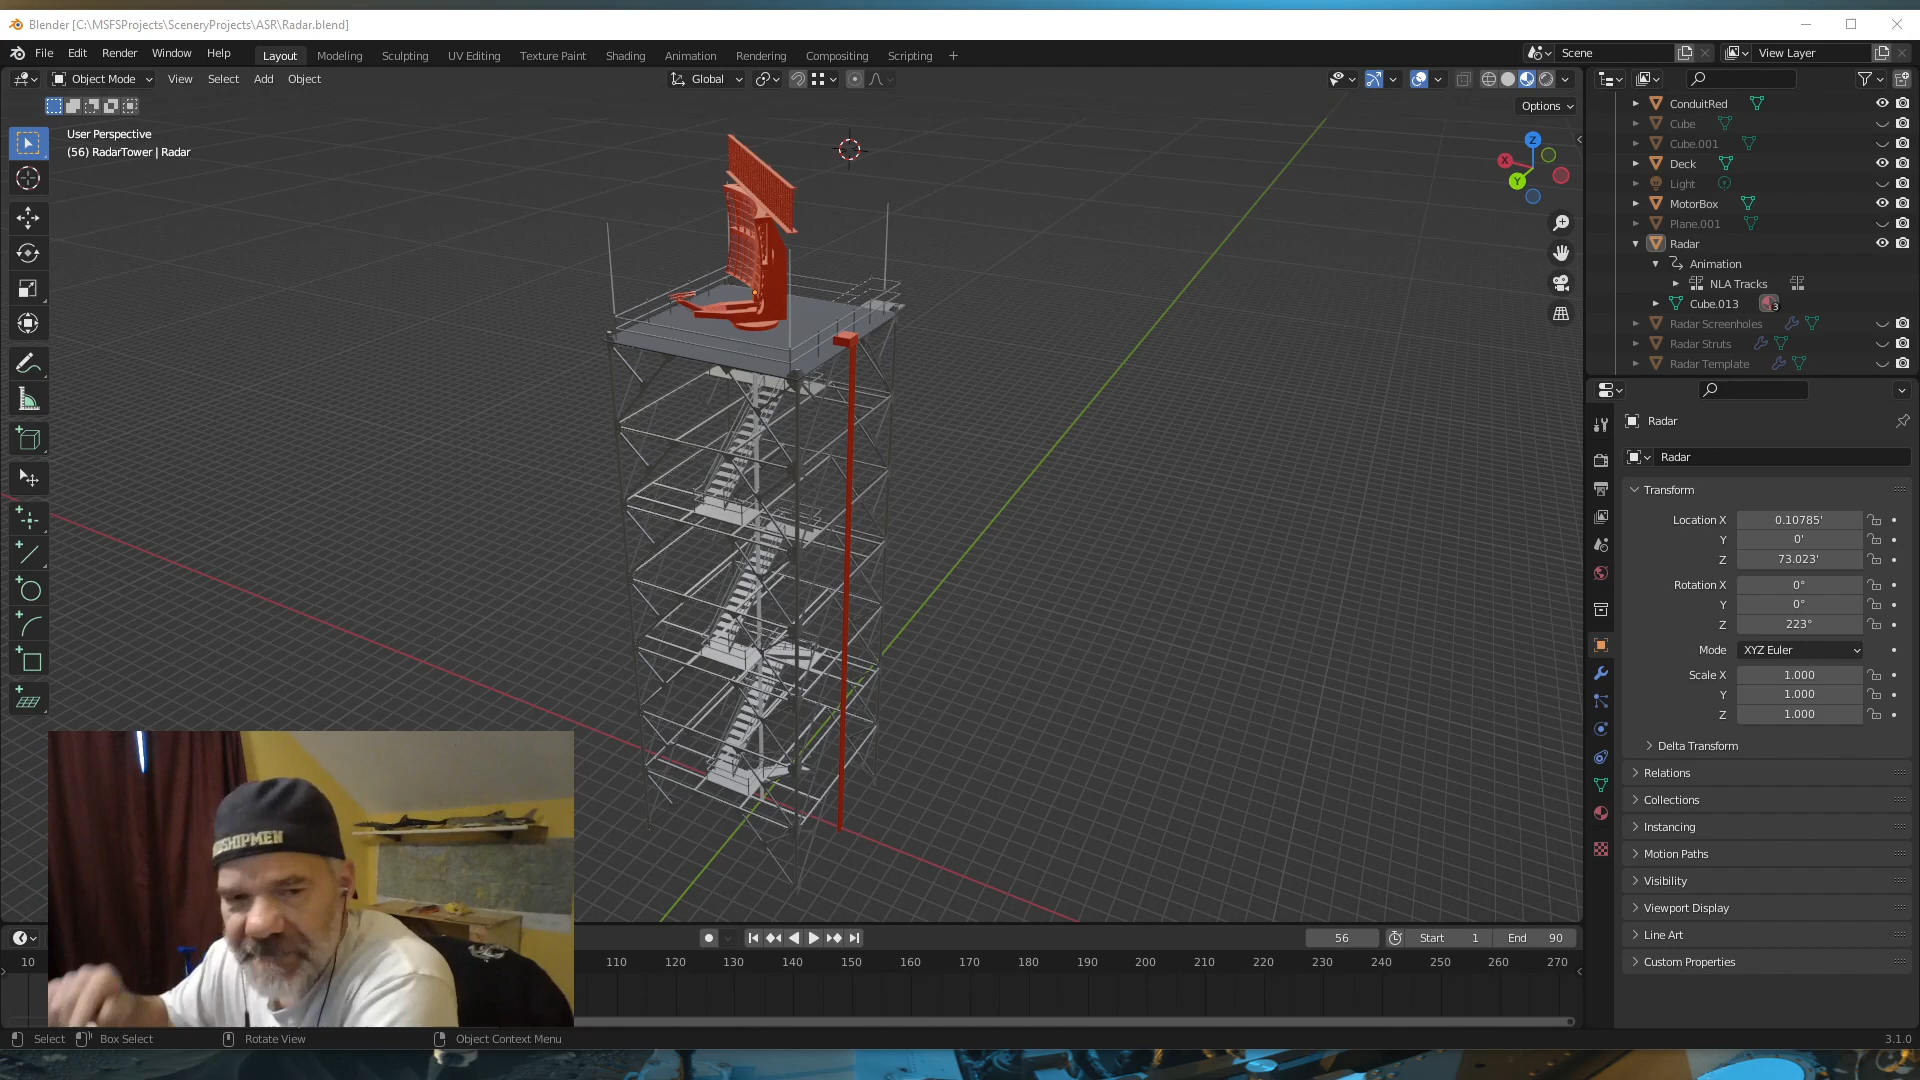 Blender [C:\MSFSProjects\SceneryProjects\ASR\Radar.blend]
File Edit Render Window Help
Layout Modeling Sculpting UV Editing Texture Paint Shading Animation Rendering Compositing Scripting +
Scene
View Layer
Object Mode View Select Add Object
Global
Options
User Perspective
(56) RadarTower | Radar
Z
X
Y
ConduitRed
Cube
Cube.001
Deck
Light
MotorBox
Plane.001
Radar
Animation
NLA Tracks
Cube.013 3
Radar Screenholes
Radar Struts
Radar Template
Radar
Radar
Transform
Location X 0.10785'
Y 0'
Z 73.023'
Rotation X 0°
Y 0°
Z 223°
Mode XYZ Euler
Scale X 1.000
Y 1.000
Z 1.000
Delta Transform
Relations
Collections
Instancing
Motion Paths
Visibility
Viewport Display
Line Art
Custom Properties
SHIPMEN
56 Start 1 End 90
10 110 120 130 140 150 160 170 180 190 200 210 220 230 240 250 260 270
Select Box Select Rotate View Object Context Menu 3.1.0